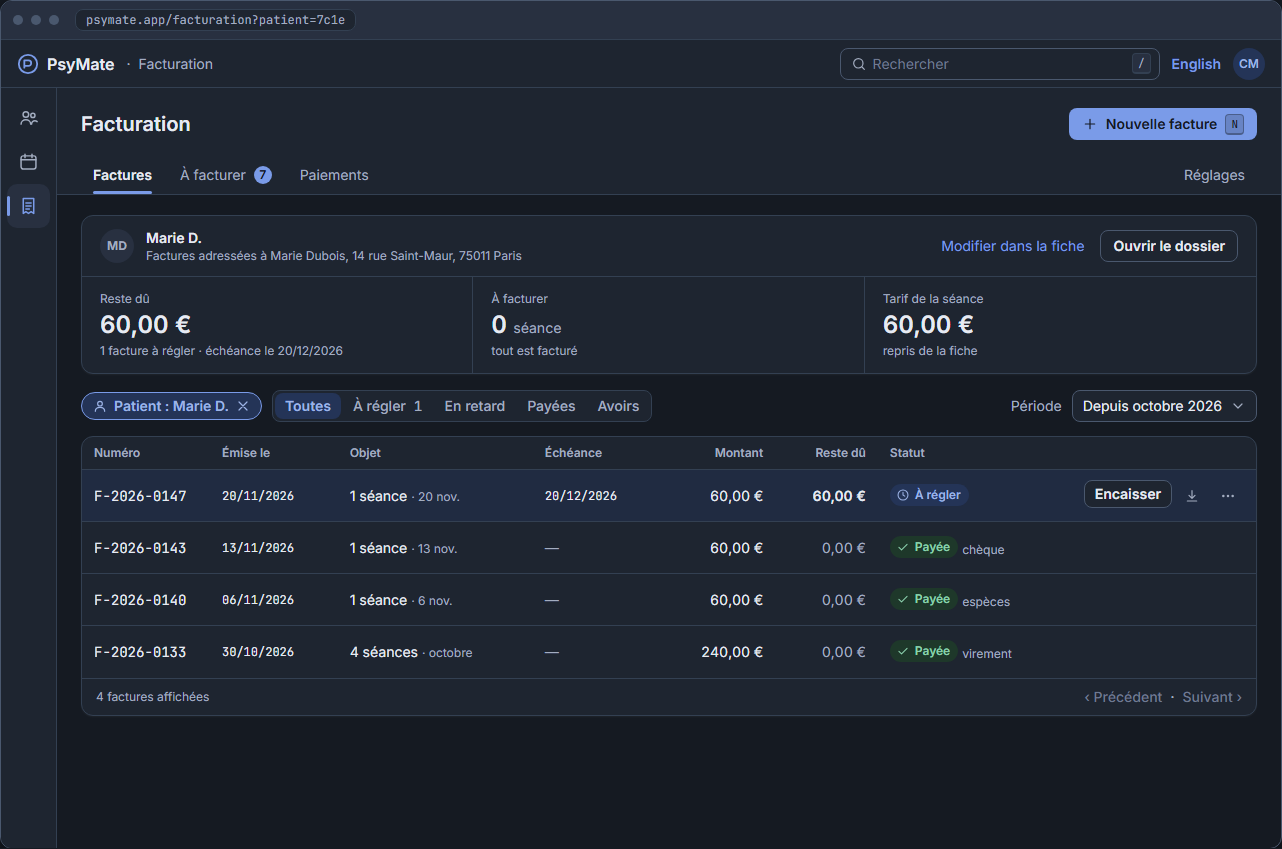 psymate.app/facturation?patient=7c1e
PsyMate · Facturation
Rechercher /
English
CM
Facturation
+ Nouvelle facture N
Factures
À facturer 7
Paiements
Réglages
MD
Marie D.
Factures adressées à Marie Dubois, 14 rue Saint-Maur, 75011 Paris
Modifier dans la fiche
Ouvrir le dossier
Reste dû
60,00 €
1 facture à régler · échéance le 20/12/2026
À facturer
0 séance
tout est facturé
Tarif de la séance
60,00 €
repris de la fiche
Patient : Marie D.
Toutes
À régler 1
En retard
Payées
Avoirs
Période
Depuis octobre 2026
Numéro Émise le Objet Échéance Montant Reste dû Statut
F-2026-0147 20/11/2026 1 séance · 20 nov. 20/12/2026 60,00 € 60,00 € À régler Encaisser ···
F-2026-0143 13/11/2026 1 séance · 13 nov. — 60,00 € 0,00 € Payée chèque
F-2026-0140 06/11/2026 1 séance · 6 nov. — 60,00 € 0,00 € Payée espèces
F-2026-0133 30/10/2026 4 séances · octobre — 240,00 € 0,00 € Payée virement
4 factures affichées
‹ Précédent · Suivant ›